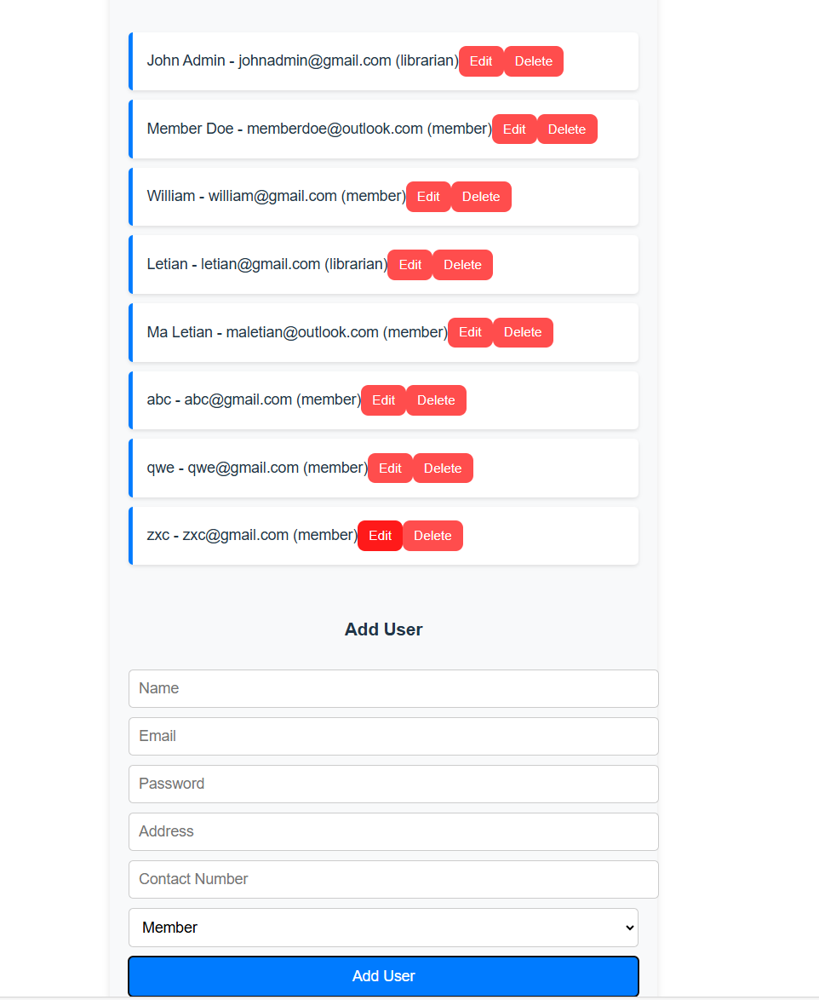 John Admin - johnadmin@gmail.com (librarian) Edit Delete
Member Doe - memberdoe@outlook.com (member) Edit Delete
William - william@gmail.com (member) Edit Delete
Letian - letian@gmail.com (librarian) Edit Delete
Ma Letian - maletian@outlook.com (member) Edit Delete
abc - abc@gmail.com (member) Edit Delete
qwe - qwe@gmail.com (member) Edit Delete
zxc - zxc@gmail.com (member) Edit Delete
Add User
Name
Email
Password
Address
Contact Number
Member
Add User